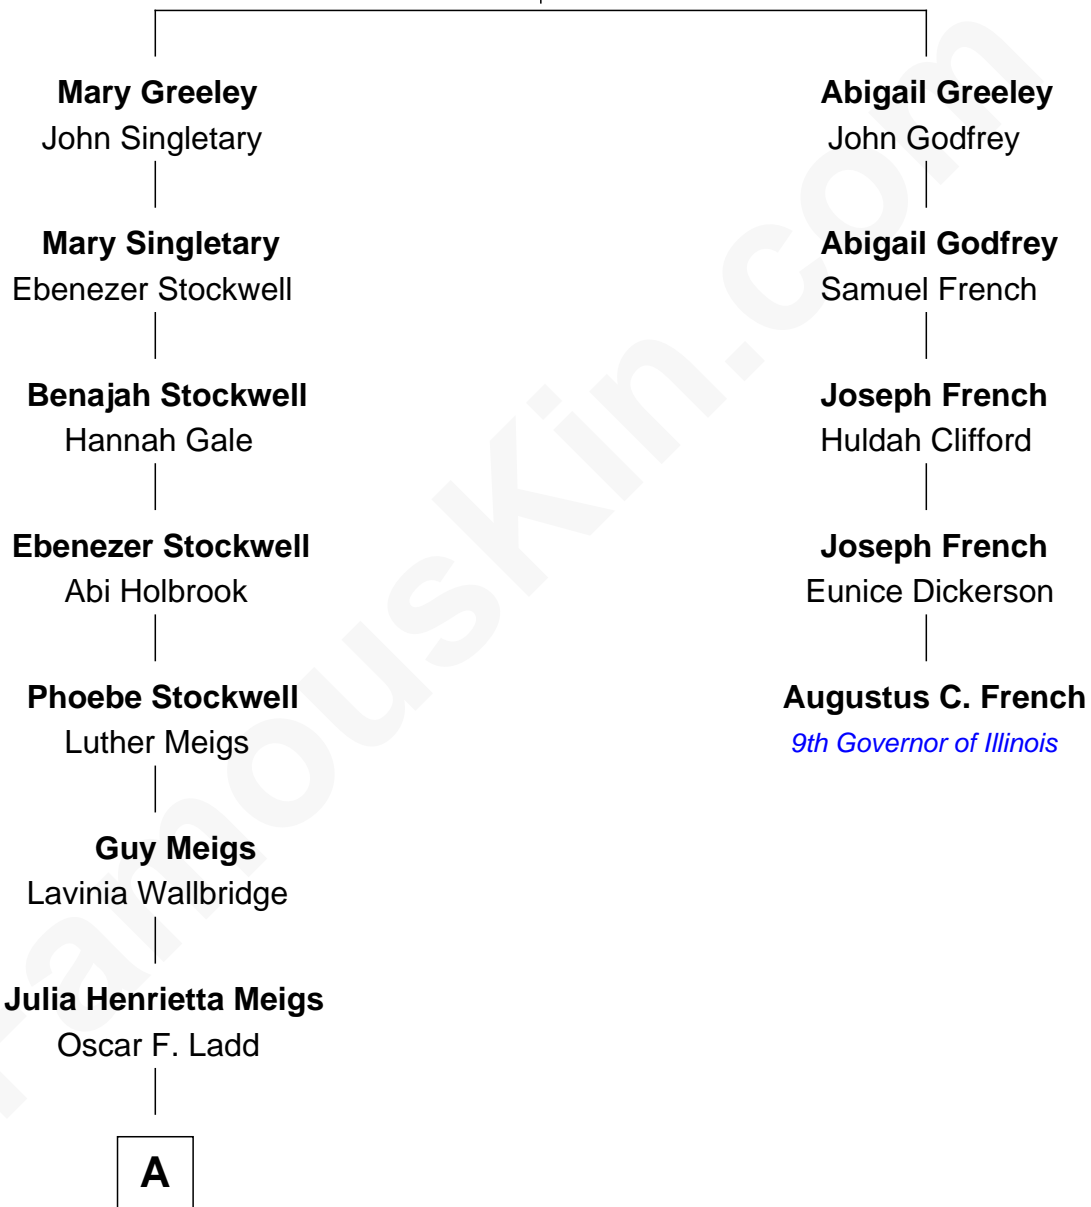 Mary Greeley
John Singletary
Mary Singletary
Ebenezer Stockwell
Benajah Stockwell
Hannah Gale
Ebenezer Stockwell
Abi Holbrook
Phoebe Stockwell
Luther Meigs
Guy Meigs
Lavinia Wallbridge
Julia Henrietta Meigs
Oscar F. Ladd
A
Abigail Greeley
John Godfrey
Abigail Godfrey
Samuel French
Joseph French
Huldah Clifford
Joseph French
Eunice Dickerson
Augustus C. French
9th Governor of Illinois
FamousKin.com